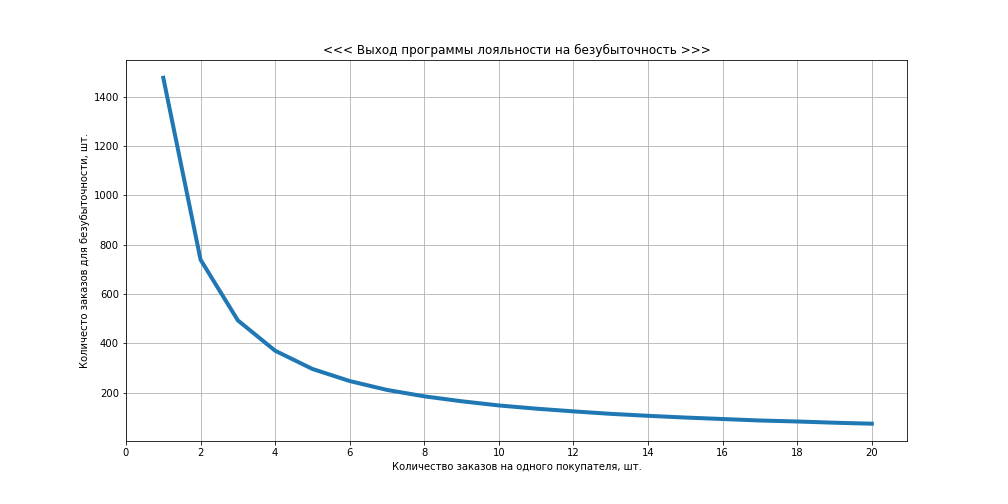 <<< Выход программы лояльности на безубыточность >>>
Количесто заказов для безубыточности, шт.
1400
1200
1000
800
600
400
200
0 2 4 6 8 10 12 14 16 18 20
Количество заказов на одного покупателя, шт.